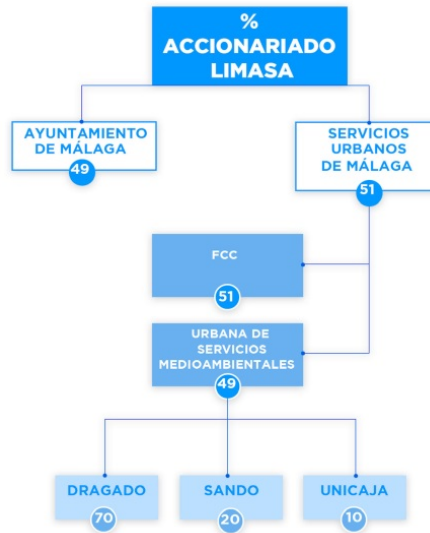 %
ACCIONARIADO
LIMASA
AYUNTAMIENTO
DE MÁLAGA
49
SERVICIOS
URBANOS
DE MÁLAGA
51
FCC
51
URBANA DE
SERVICIOS
MEDIOAMBIENTALES
49
DRAGADO
70
SANDO
20
UNICAJA
10